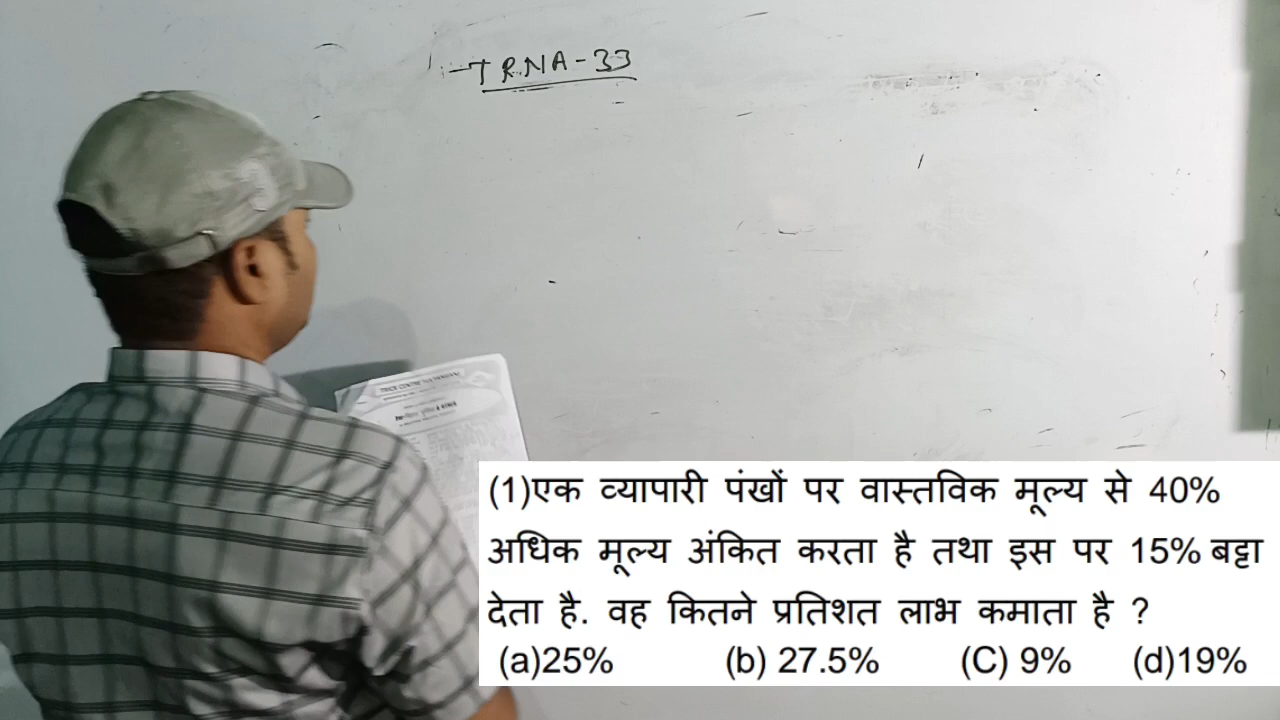 TRNA-33
(1)एक व्यापारी पंखों पर वास्तविक मूल्य से 40%
अधिक मूल्य अंकित करता है तथा इस पर 15% बट्टा
देता है. वह कितने प्रतिशत लाभ कमाता है ?
(a)25% (b) 27.5% (C) 9% (d)19%